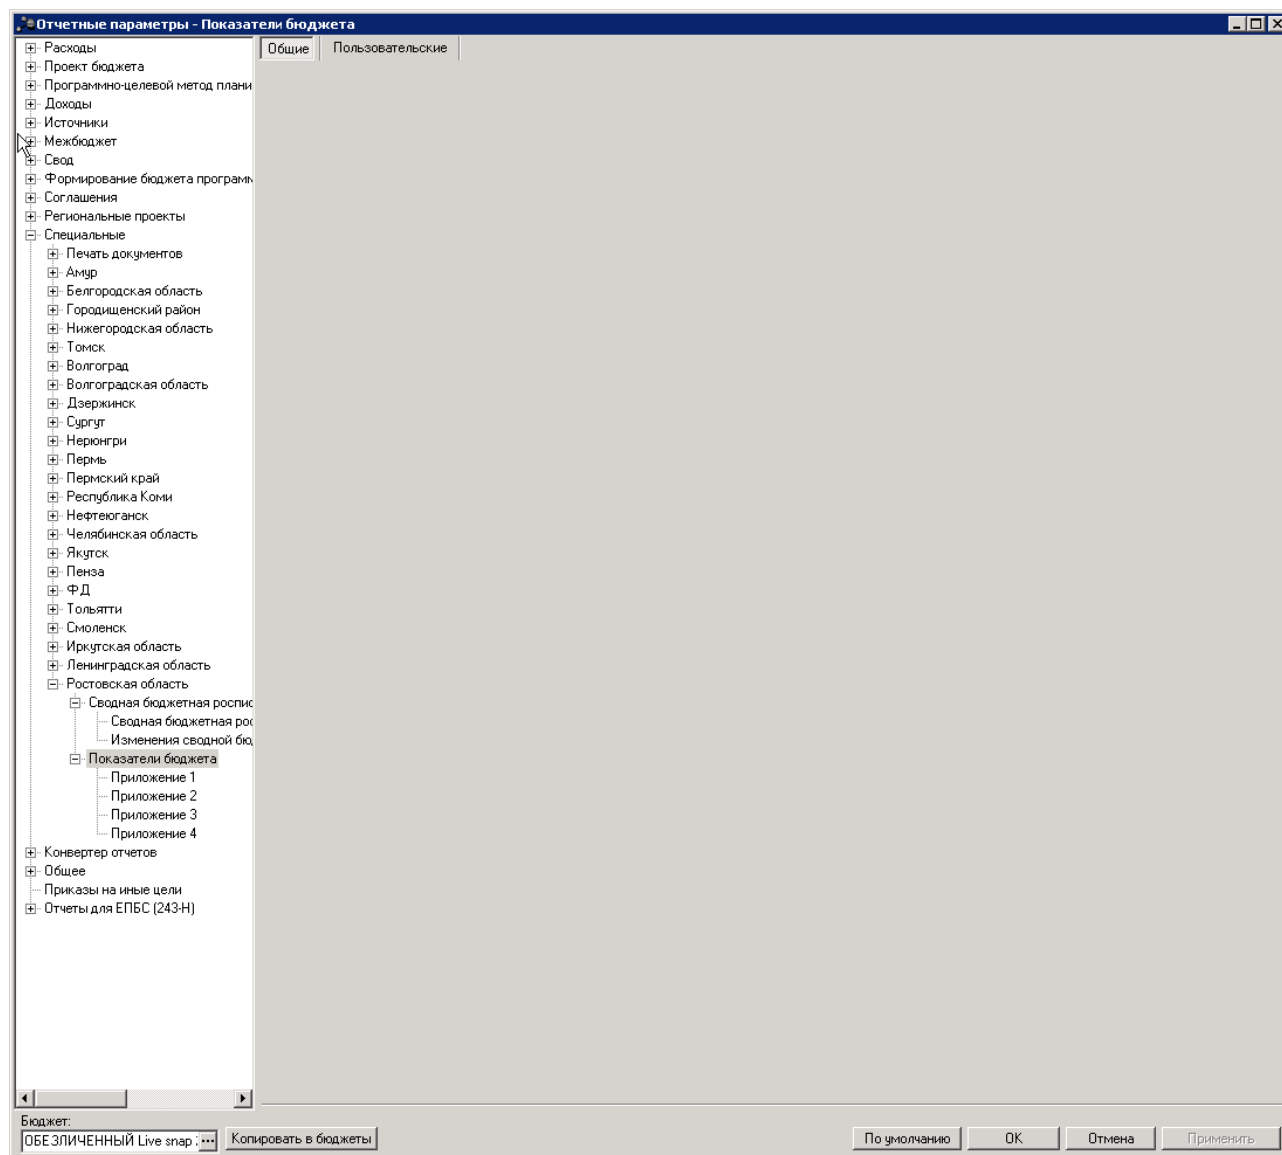 Отчетные параметры - Показатели бюджета
Расходы
Проект бюджета
Программно-целевой метод плани
Доходы
Источники
Межбюджет
Свод
Формирование бюджета программ
Соглашения
Региональные проекты
Специальные
Печать документов
Амур
Белгородская область
Городищенский район
Нижегородская область
Томск
Волгоград
Волгоградская область
Дзержинск
Сургут
Нерюнгри
Пермь
Пермский край
Республика Коми
Нефтеюганск
Челябинская область
Якутск
Пенза
ФД
Тольятти
Смоленск
Иркутская область
Ленинградская область
Ростовская область
Сводная бюджетная роспис
Сводная бюджетная рос
Изменения сводной бю
Показатели бюджета
Приложение 1
Приложение 2
Приложение 3
Приложение 4
Конвертер отчетов
Общее
Приказы на иные цели
Отчеты для ЕПБС (243-Н)
Общие Пользовательские
Бюджет:
ОБЕЗЛИЧЕННЫЙ Live snap ... Копировать в бюджеты По умолчанию OK Отмена Применить